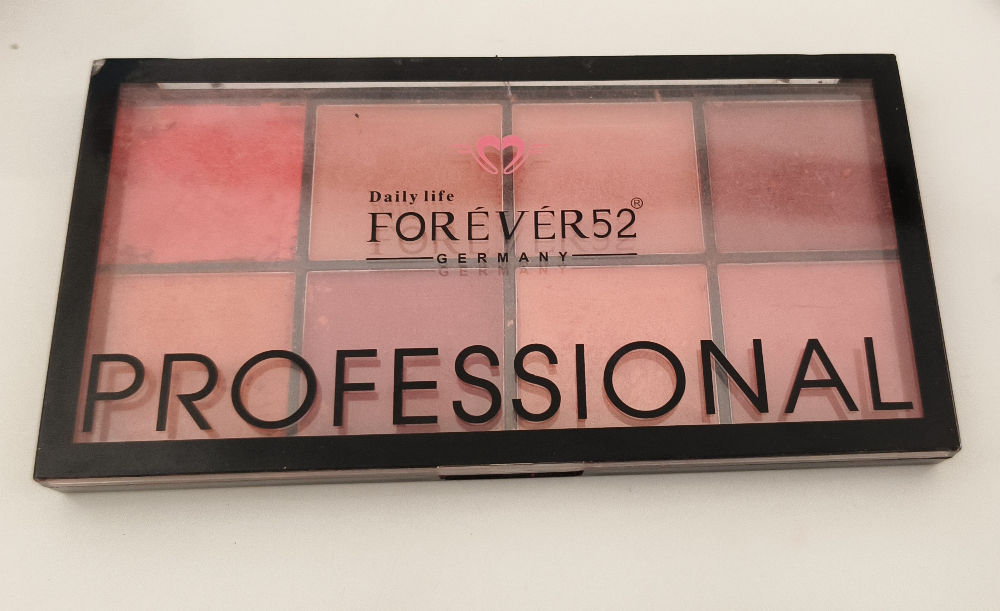 Daily life
FORÉVÉR52®
GERMANY
PROFESSIONAL